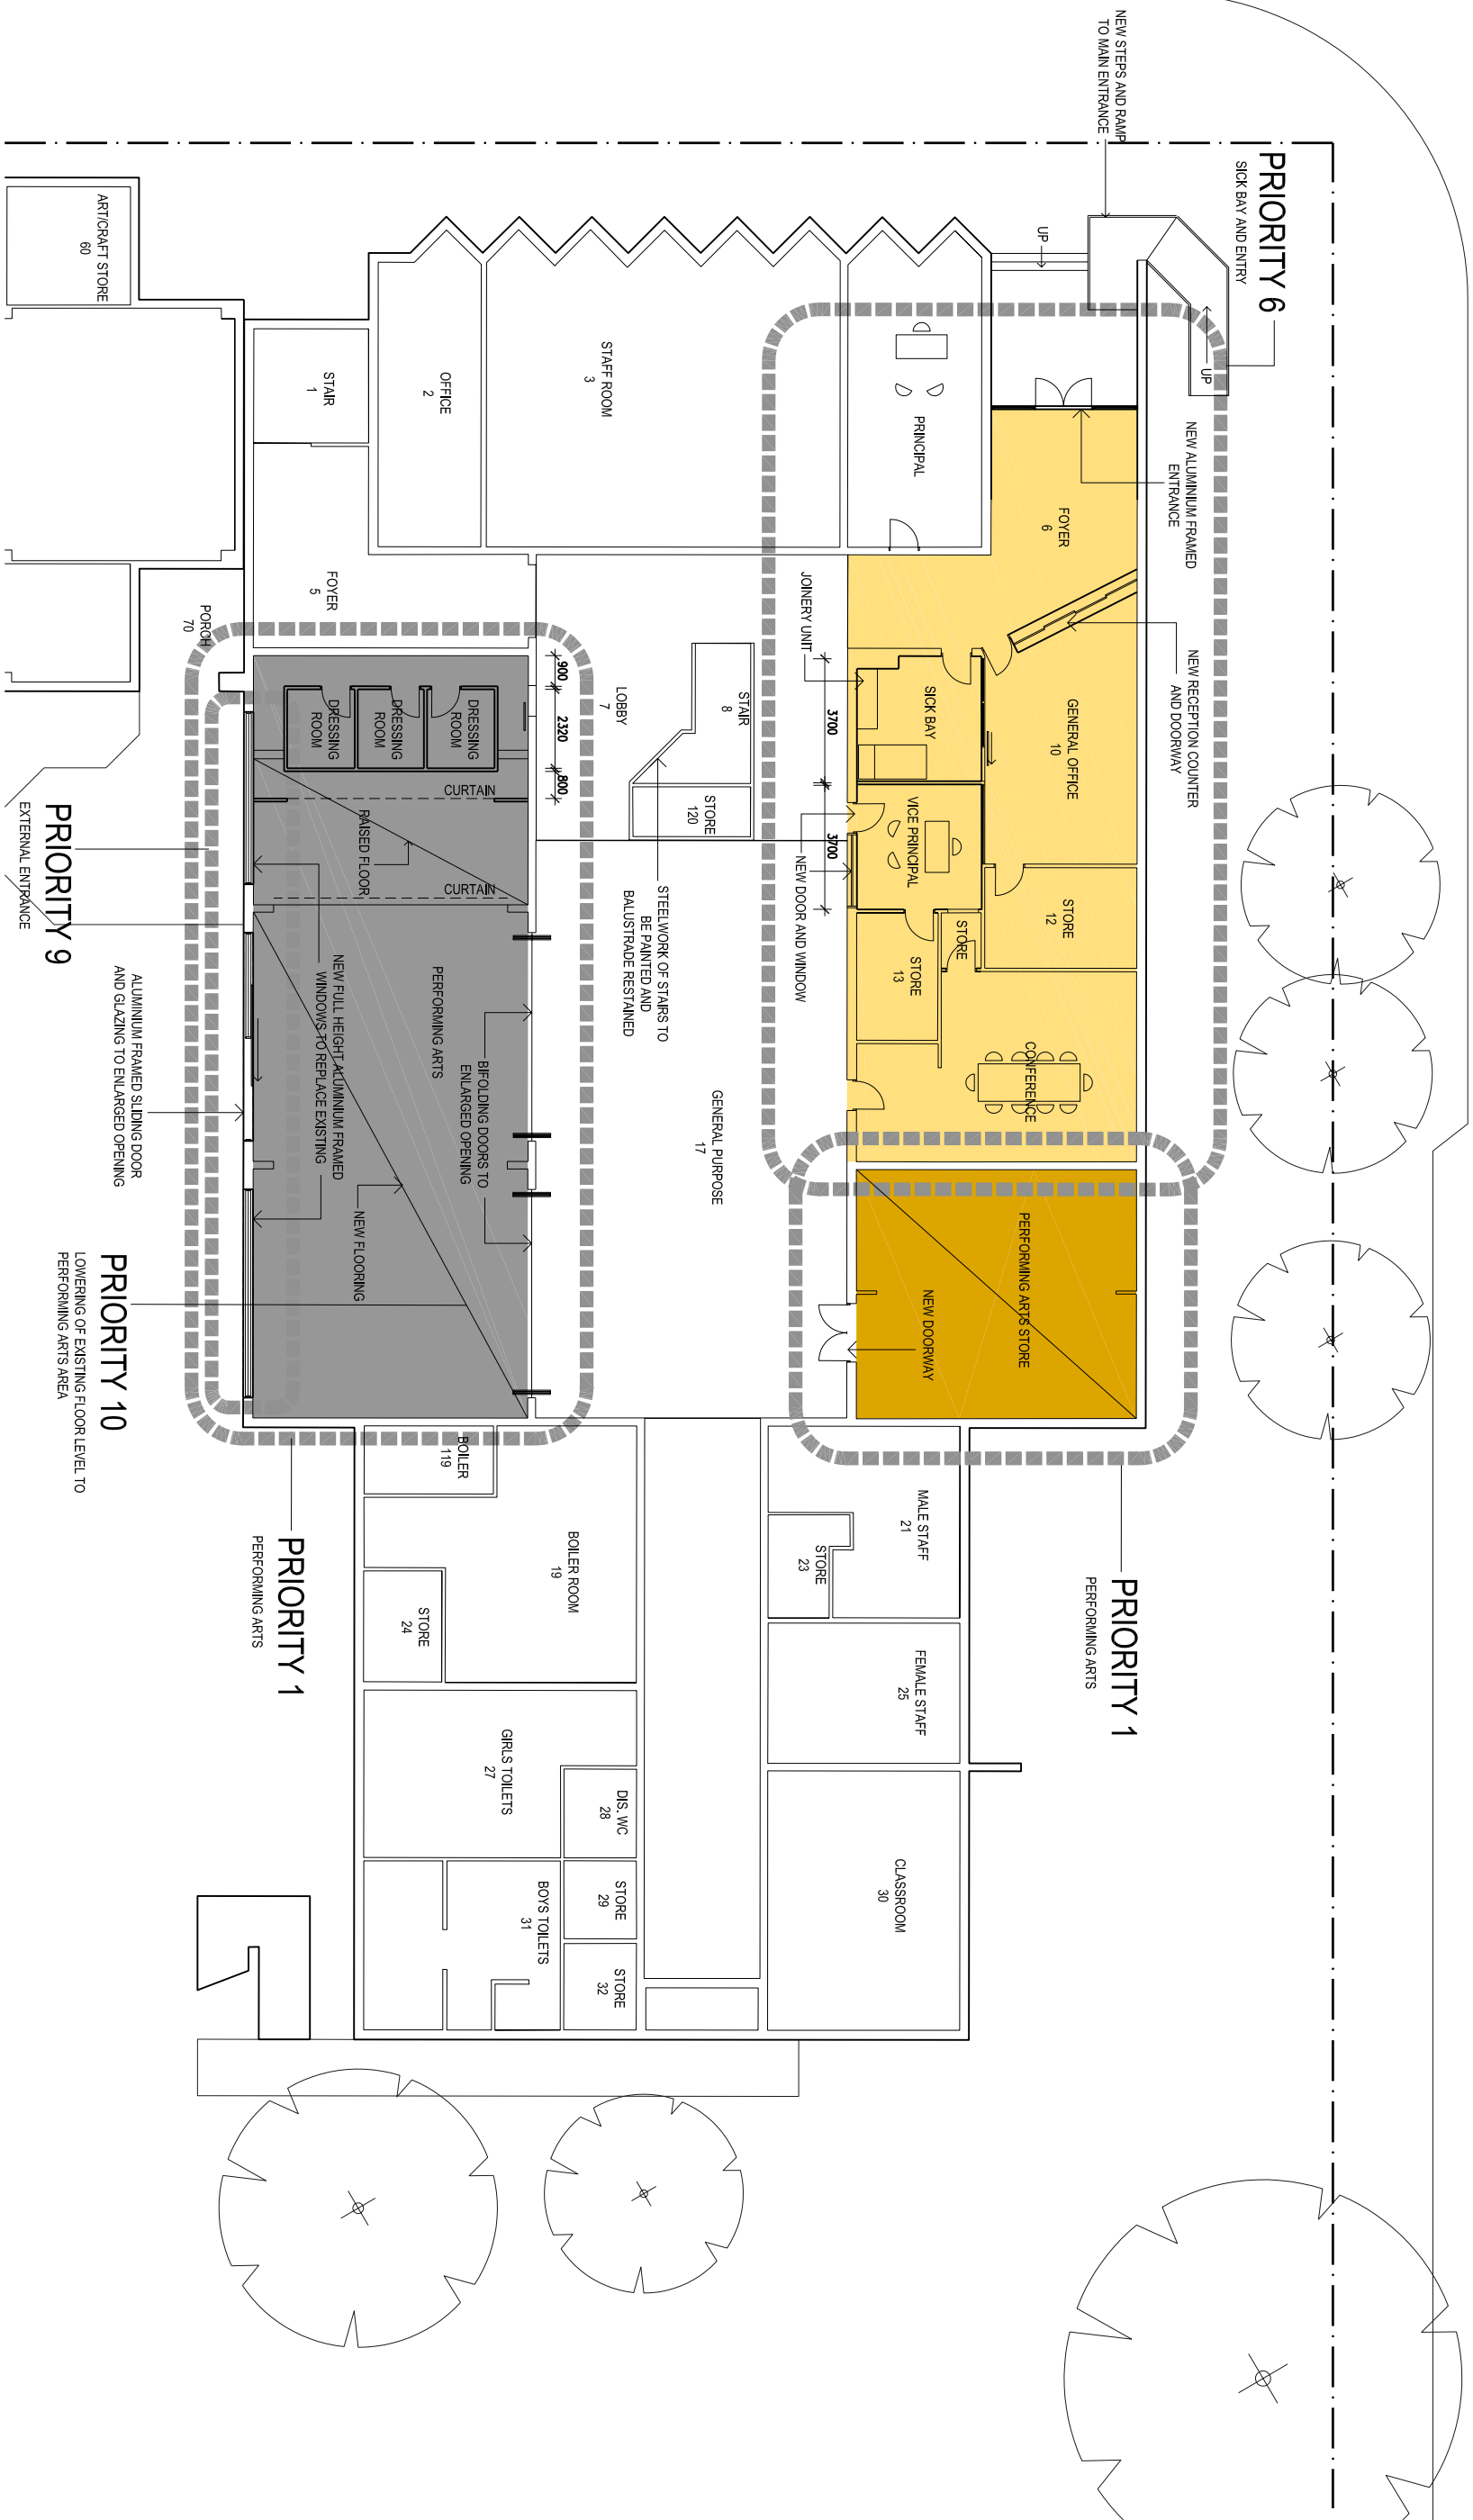 NEW STEPS AND RAMP
TO MAIN ENTRANCE
PRIORITY 6
SICK BAY AND ENTRY
UP
UP
NEW ALUMINIUM FRAMED
ENTRANCE
NEW RECEPTION COUNTER
AND DOORWAY
PRINCIPAL
FOYER
6
GENERAL OFFICE
10
STORE
12
JOINERY UNIT
SICK BAY
VICE PRINCIPAL
STORE
STORE
13
CONFERENCE
3700
3700
NEW DOOR AND WINDOW
PERFORMING ARTS STORE
NEW DOORWAY
PRIORITY 1
PERFORMING ARTS
STAFF ROOM
3
OFFICE
2
STAIR
1
FOYER
5
LOBBY
7
STAIR
8
STORE
120
STEELWORK OF STAIRS TO
BE PAINTED AND
BALUSTRADE RESTAINED
GENERAL PURPOSE
17
900
2320
800
DRESSING
ROOM
DRESSING
ROOM
DRESSING
ROOM
CURTAIN
RAISED FLOOR
CURTAIN
PERFORMING ARTS
BIFOLDING DOORS TO
ENLARGED OPENING
NEW FULL HEIGHT ALUMINIUM FRAMED
WINDOWS TO REPLACE EXISTING
NEW FLOORING
ART/CRAFT STORE
60
PORCH
70
PRIORITY 9
EXTERNAL ENTRANCE
ALUMINIUM FRAMED SLIDING DOOR
AND GLAZING TO ENLARGED OPENING
PRIORITY 10
LOWERING OF EXISTING FLOOR LEVEL TO
PERFORMING ARTS AREA
PRIORITY 1
PERFORMING ARTS
MALE STAFF
21
STORE
23
FEMALE STAFF
25
CLASSROOM
30
BOILER
119
BOILER ROOM
19
STORE
24
GIRLS TOILETS
27
DIS. WC
28
STORE
29
BOYS TOILETS
31
STORE
32